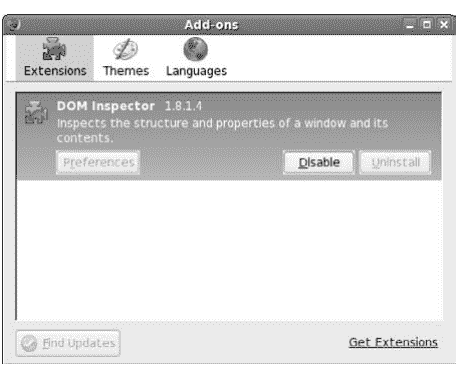 Add-ons
Extensions Themes Languages
DOM Inspector 1.8.1.4
Inspects the structure and properties of a window and its
contents.
Preferences Disable Uninstall
Find Updates Get Extensions